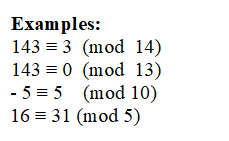 Examples:
143 ≡ 3 (mod 14)
143 ≡ 0 (mod 13)
- 5 ≡ 5 (mod 10)
16 ≡ 31 (mod 5)